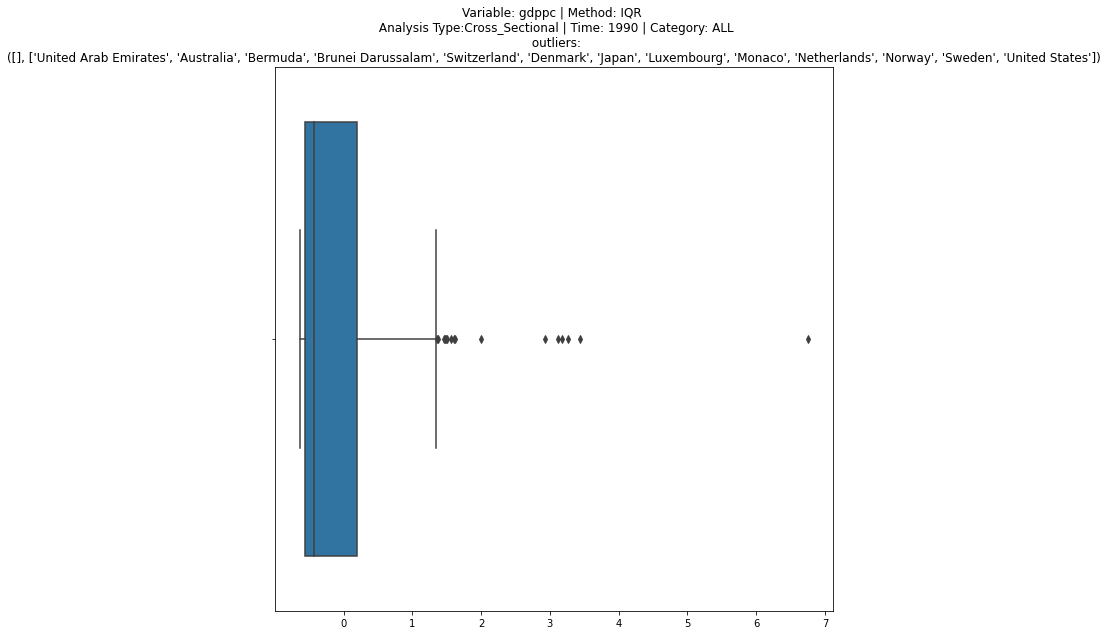 Variable: gdppc | Method: IQR
Analysis Type:Cross_Sectional | Time: 1990 | Category: ALL
outliers:
([], ['United Arab Emirates', 'Australia', 'Bermuda', 'Brunei Darussalam', 'Switzerland', 'Denmark', 'Japan', 'Luxembourg', 'Monaco', 'Netherlands', 'Norway', 'Sweden', 'United States'])
0 1 2 3 4 5 6 7